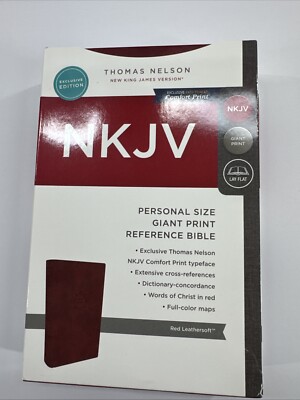 EXCLUSIVE
EDITION
THOMAS NELSON
NEW KING JAMES VERSION®
Comfort Print
NKJV
NKJV
GIANT
PRINT
LAY FLAT
PERSONAL SIZE
GIANT PRINT
REFERENCE BIBLE
• Exclusive Thomas Nelson
NKJV Comfort Print typeface
• Extensive cross-references
• Dictionary-concordance
• Words of Christ in red
• Full-color maps
Red Leathersoft™